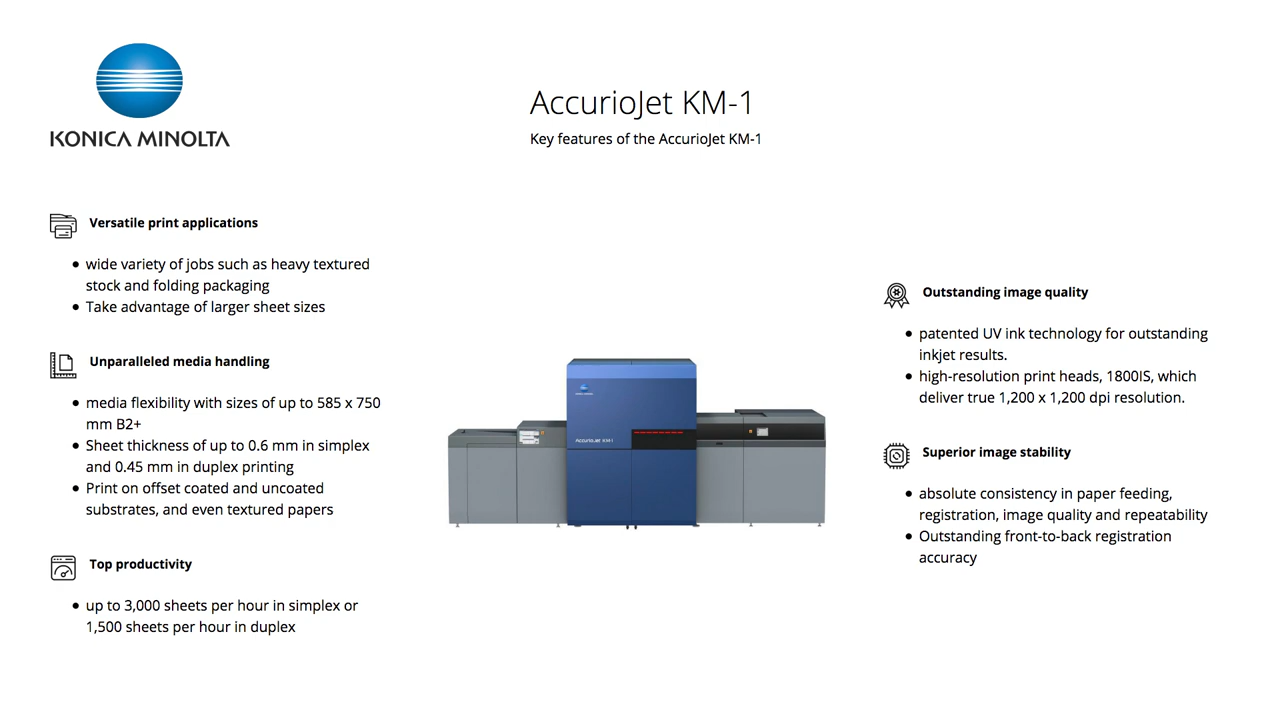 KONICA MINOLTA
AccurioJet KM-1
Key features of the AccurioJet KM-1
Versatile print applications
• wide variety of jobs such as heavy textured
stock and folding packaging
• Take advantage of larger sheet sizes
Unparalleled media handling
• media flexibility with sizes of up to 585 x 750
mm B2+
• Sheet thickness of up to 0.6 mm in simplex
and 0.45 mm in duplex printing
• Print on offset coated and uncoated
substrates, and even textured papers
Top productivity
• up to 3,000 sheets per hour in simplex or
1,500 sheets per hour in duplex
AccurioJet KM-1
Outstanding image quality
• patented UV ink technology for outstanding
inkjet results.
• high-resolution print heads, 1800IS, which
deliver true 1,200 x 1,200 dpi resolution.
Superior image stability
• absolute consistency in paper feeding,
registration, image quality and repeatability
• Outstanding front-to-back registration
accuracy